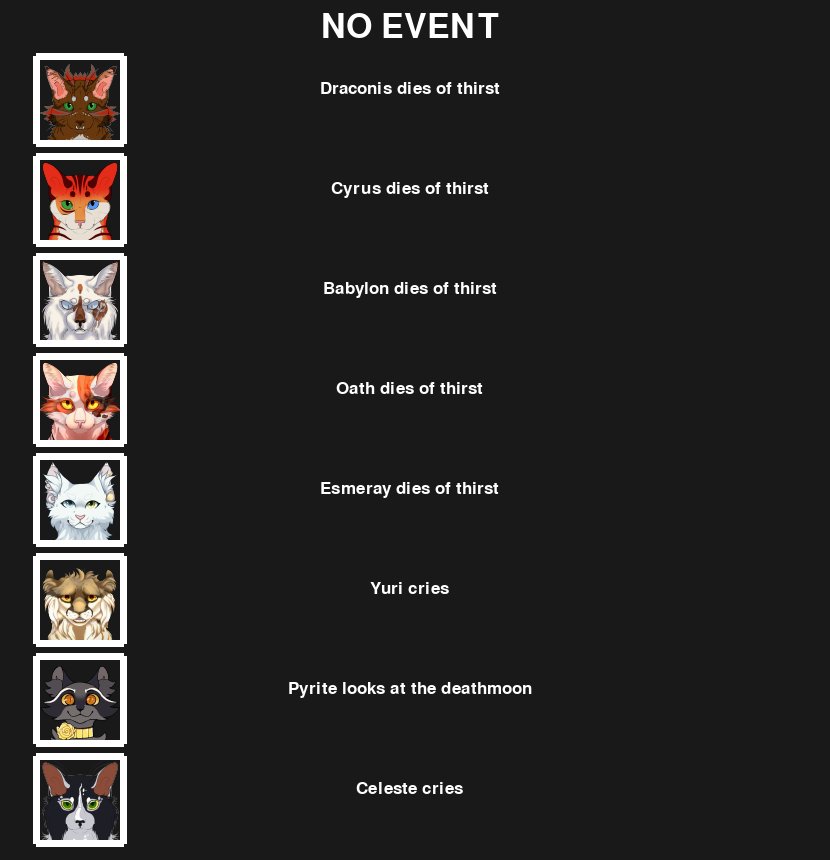 NO EVENT
Draconis dies of thirst
Cyrus dies of thirst
Babylon dies of thirst
Oath dies of thirst
Esmeray dies of thirst
Yuri cries
Pyrite looks at the deathmoon
Celeste cries